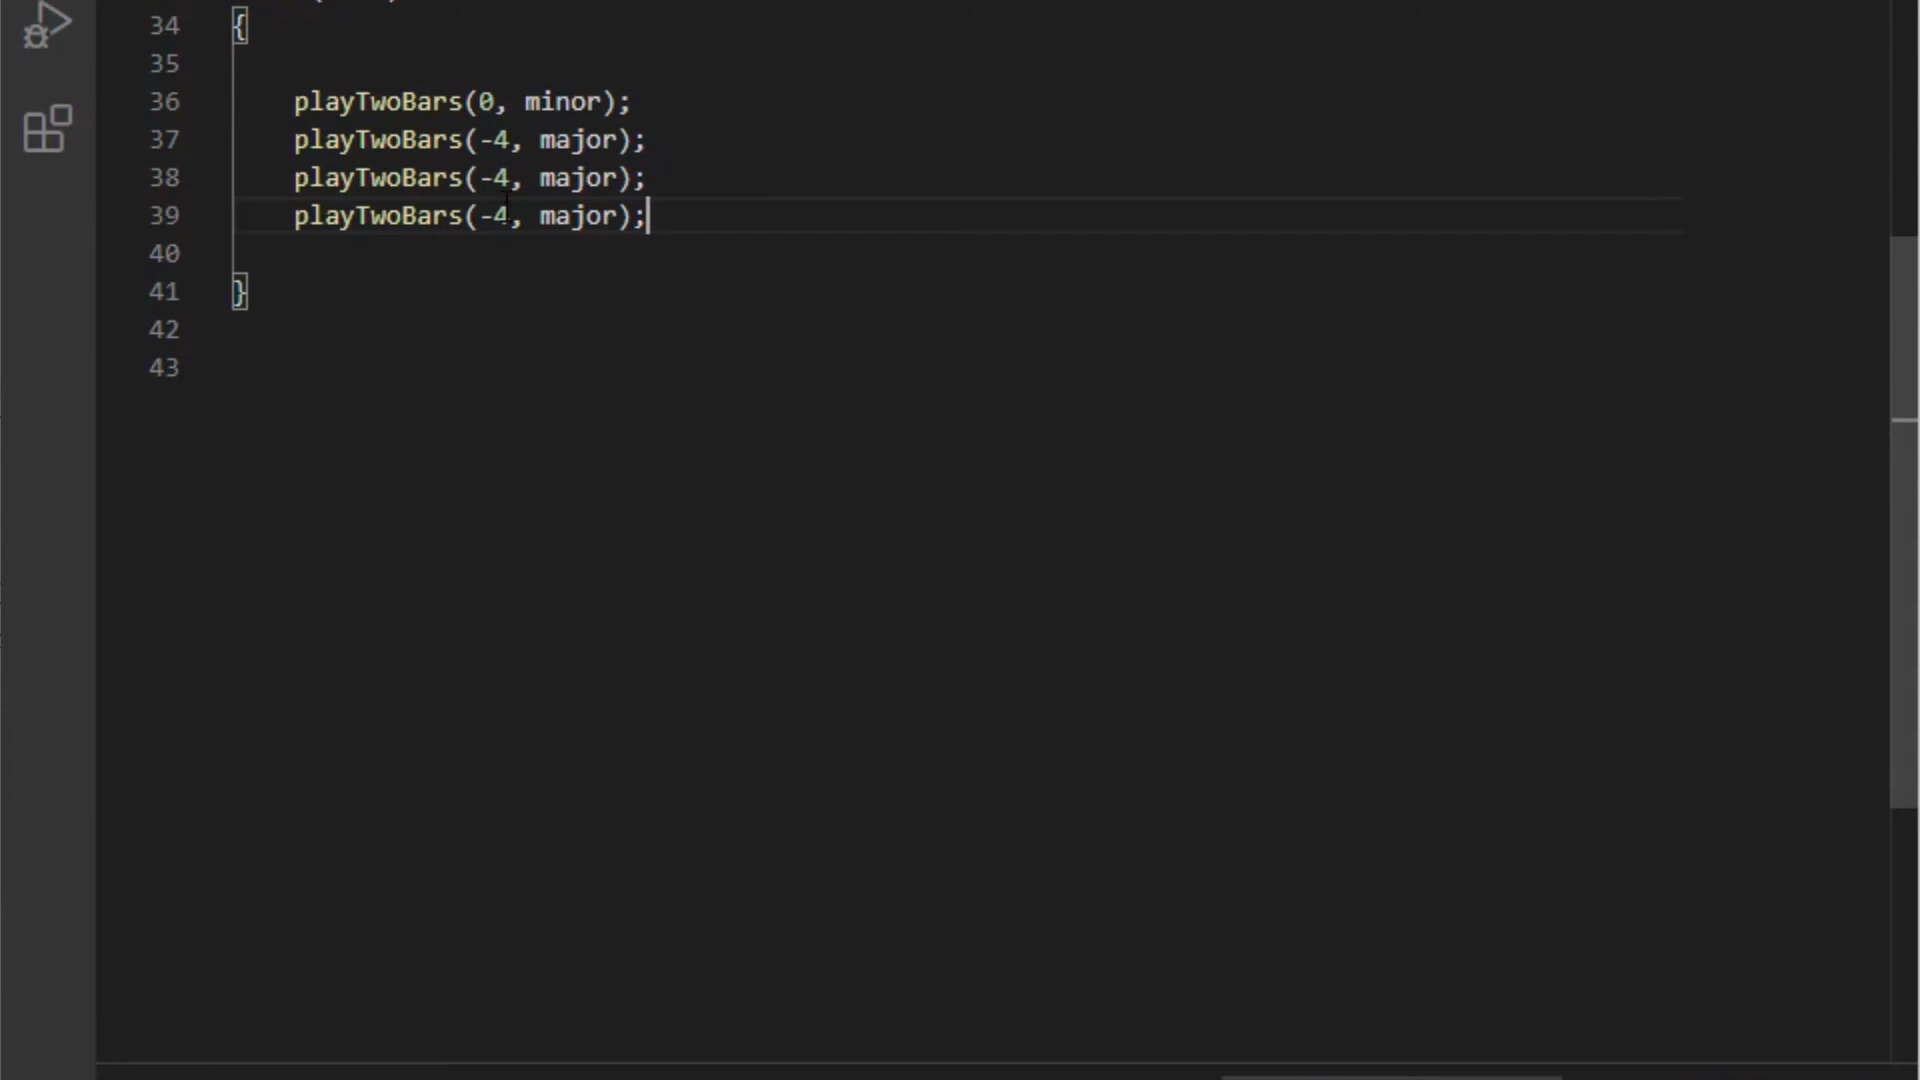 34 {
35
36 playTwoBars(0, minor);
37 playTwoBars(-4, major);
38 playTwoBars(-4, major);
39 playTwoBars(-4, major);
40
41 }
42
43